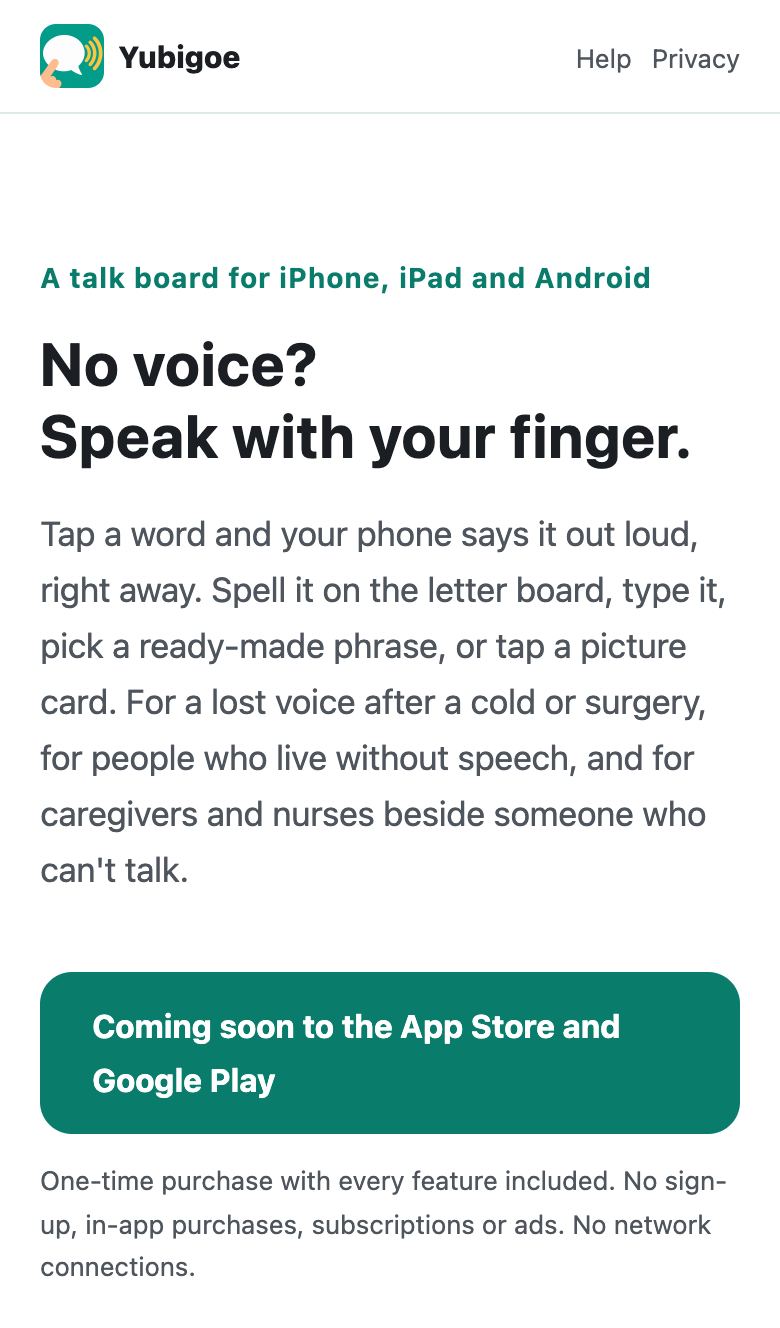 Yubigoe
Help Privacy
A talk board for iPhone, iPad and Android
No voice?
Speak with your finger.
Tap a word and your phone says it out loud,
right away. Spell it on the letter board, type it,
pick a ready-made phrase, or tap a picture
card. For a lost voice after a cold or surgery,
for people who live without speech, and for
caregivers and nurses beside someone who
can't talk.
Coming soon to the App Store and
Google Play
One-time purchase with every feature included. No sign-
up, in-app purchases, subscriptions or ads. No network
connections.